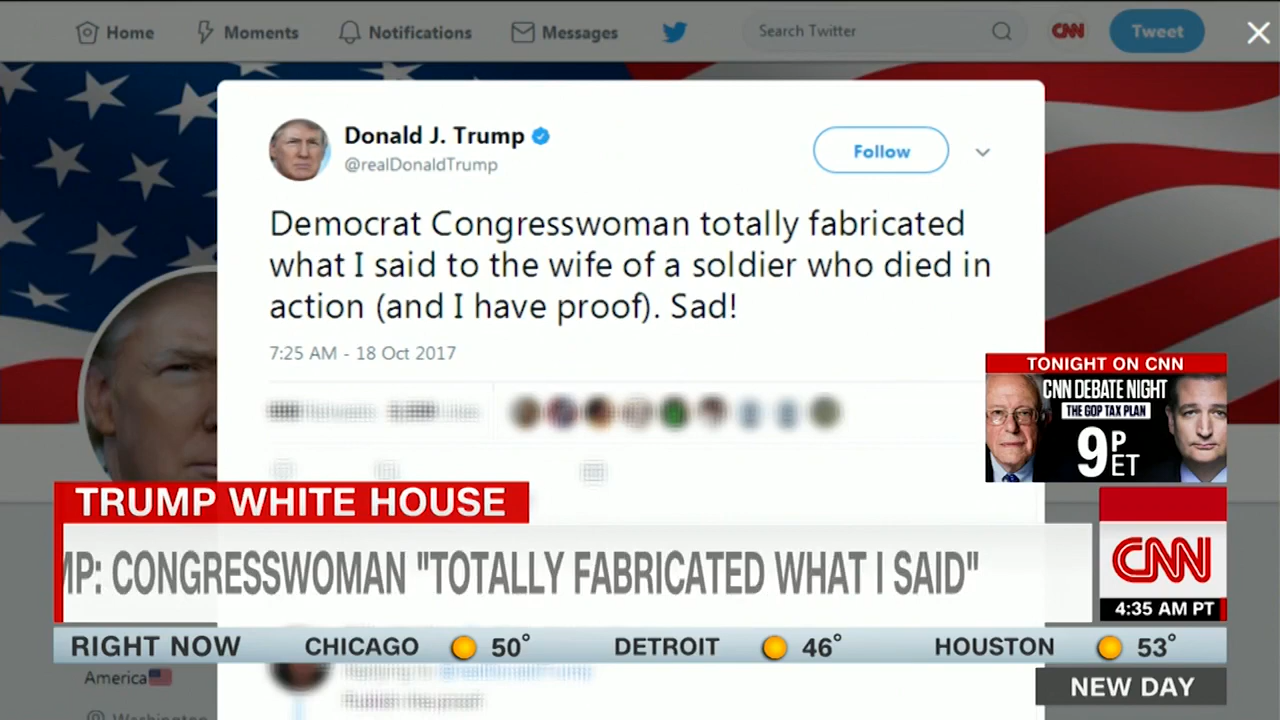 Home
Moments
Notifications
Messages
Search Twitter
CNN
Tweet
Donald J. Trump
@realDonaldTrump
Follow
Democrat Congresswoman totally fabricated
what I said to the wife of a soldier who died in
action (and I have proof). Sad!
7:25 AM - 18 Oct 2017
TONIGHT ON CNN
CNN DEBATE NIGHT
THE GOP TAX PLAN
9P ET
TRUMP WHITE HOUSE
MP: CONGRESSWOMAN "TOTALLY FABRICATED WHAT I SAID"
CNN
4:35 AM PT
RIGHT NOW CHICAGO 50° DETROIT 46° HOUSTON 53°
America
Washington
NEW DAY